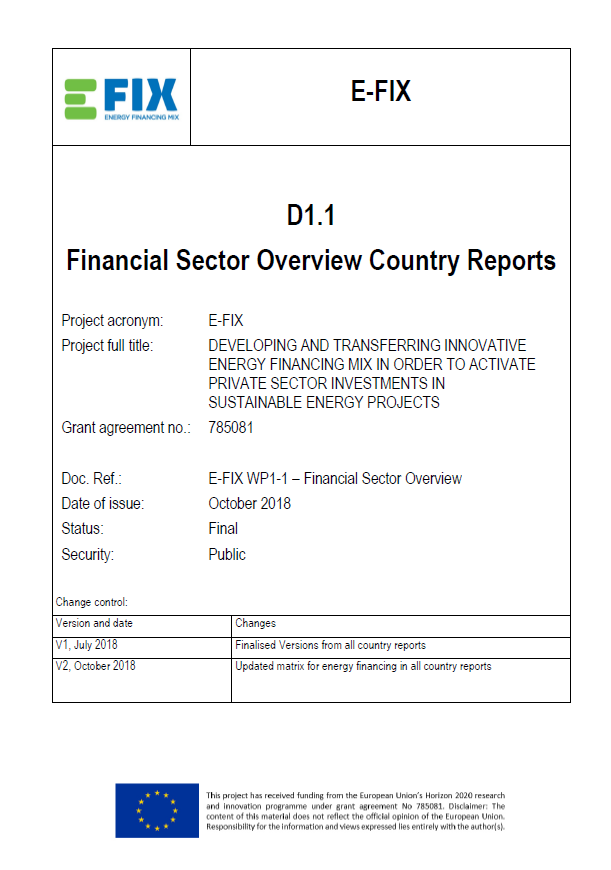 E FIX
ENERGY FINANCING MIX
E-FIX
D1.1
Financial Sector Overview Country Reports
Project acronym: E-FIX
Project full title: DEVELOPING AND TRANSFERRING INNOVATIVE
ENERGY FINANCING MIX IN ORDER TO ACTIVATE
PRIVATE SECTOR INVESTMENTS IN
SUSTAINABLE ENERGY PROJECTS
Grant agreement no.: 785081
Doc. Ref.: E-FIX WP1-1 – Financial Sector Overview
Date of issue: October 2018
Status: Final
Security: Public
Change control:
Version and date Changes
V1, July 2018 Finalised Versions from all country reports
V2, October 2018 Updated matrix for energy financing in all country reports
This project has received funding from the European Union's Horizon 2020 research
and innovation programme under grant agreement No 785081. Disclaimer: The
content of this material does not reflect the official opinion of the European Union.
Responsibility for the information and views expressed lies entirely with the author(s).